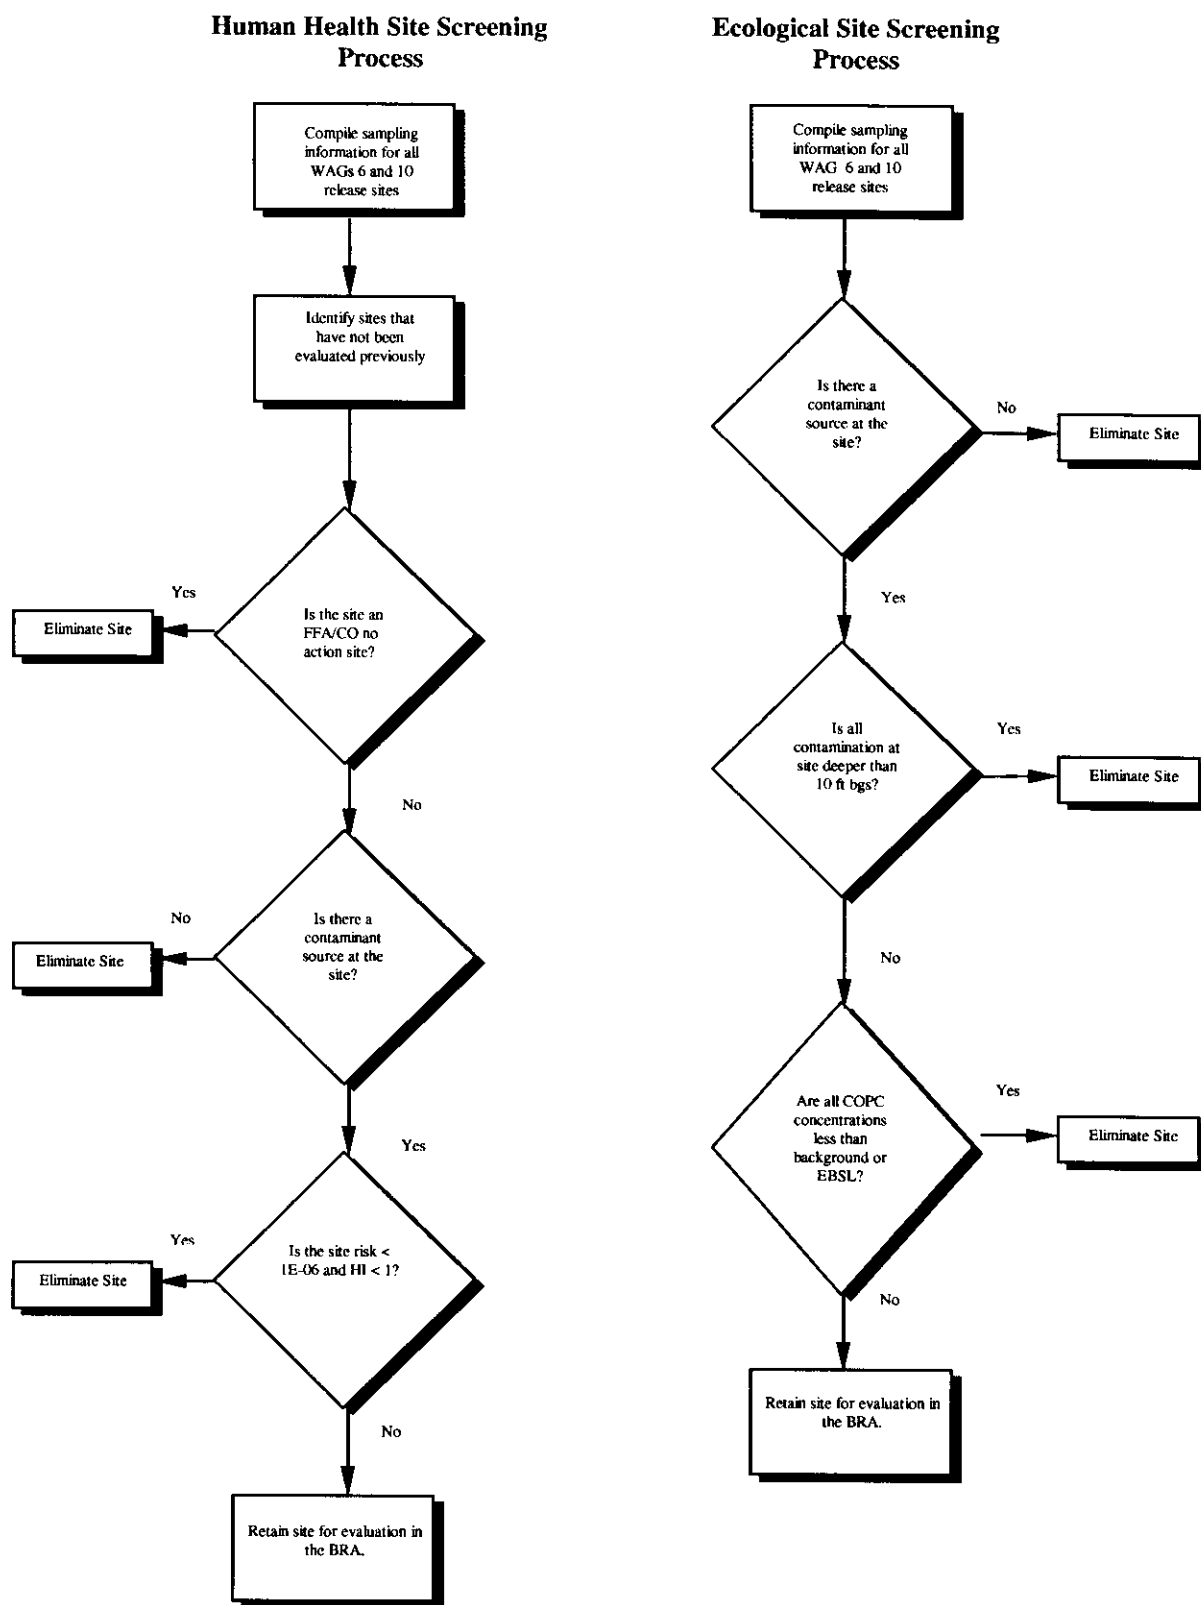 Human Health Site Screening
Process
Compile sampling
information for all
WAGs 6 and 10
release sites
Identify sites that
have not been
evaluated previously
Yes
Eliminate Site
Is the site an
FFA/CO no
action site?
No
No
Eliminate Site
Is there a
contaminant
source at the
site?
Yes
Yes
Eliminate Site
Is the site risk <
1E-06 and HI < 1?
No
Retain site for evaluation in
the BRA.
Ecological Site Screening
Process
Compile sampling
information for all
WAG 6 and 10
release sites
Is there a
contaminant
source at the
site?
No
Eliminate Site
Yes
Is all
contamination at
site deeper than
10 ft bgs?
Yes
Eliminate Site
No
Are all COPC
concentrations
less than
background or
EBSL?
Yes
Eliminate Site
No
Retain site for evaluation in
the BRA.